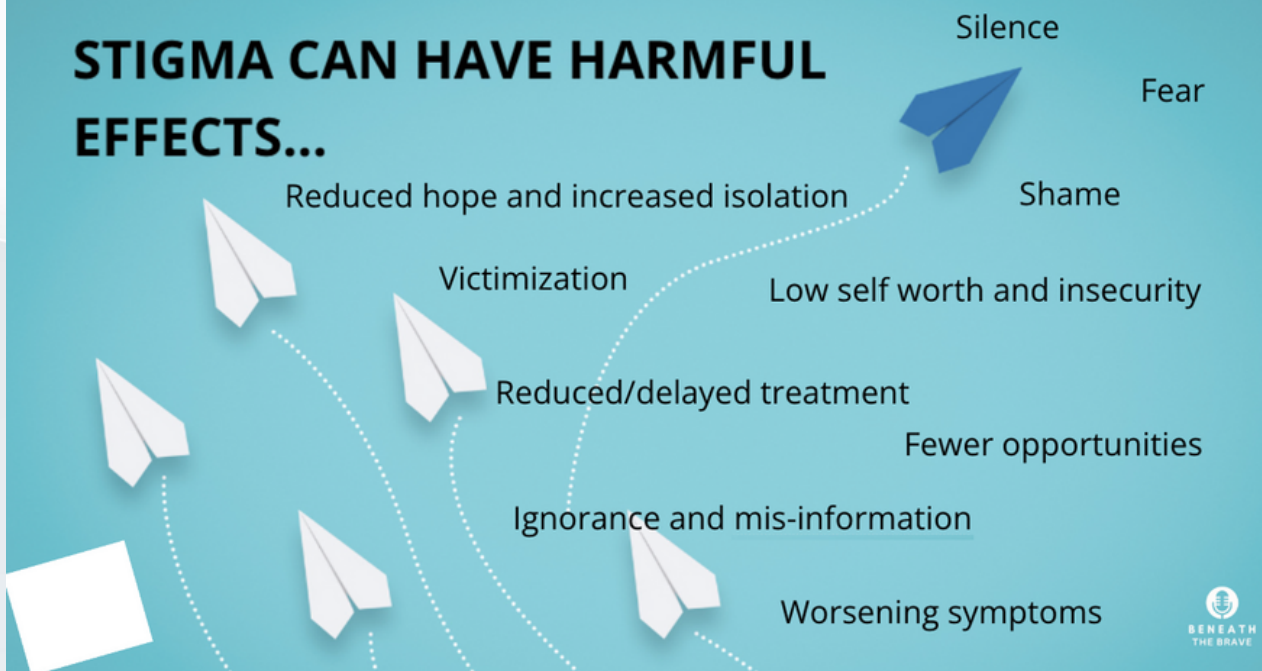 STIGMA CAN HAVE HARMFUL
EFFECTS...
Silence
Fear
Reduced hope and increased isolation
Shame
Victimization
Low self worth and insecurity
Reduced/delayed treatment
Fewer opportunities
Ignorance and mis-information
Worsening symptoms
BENEATH
THE BRAVE